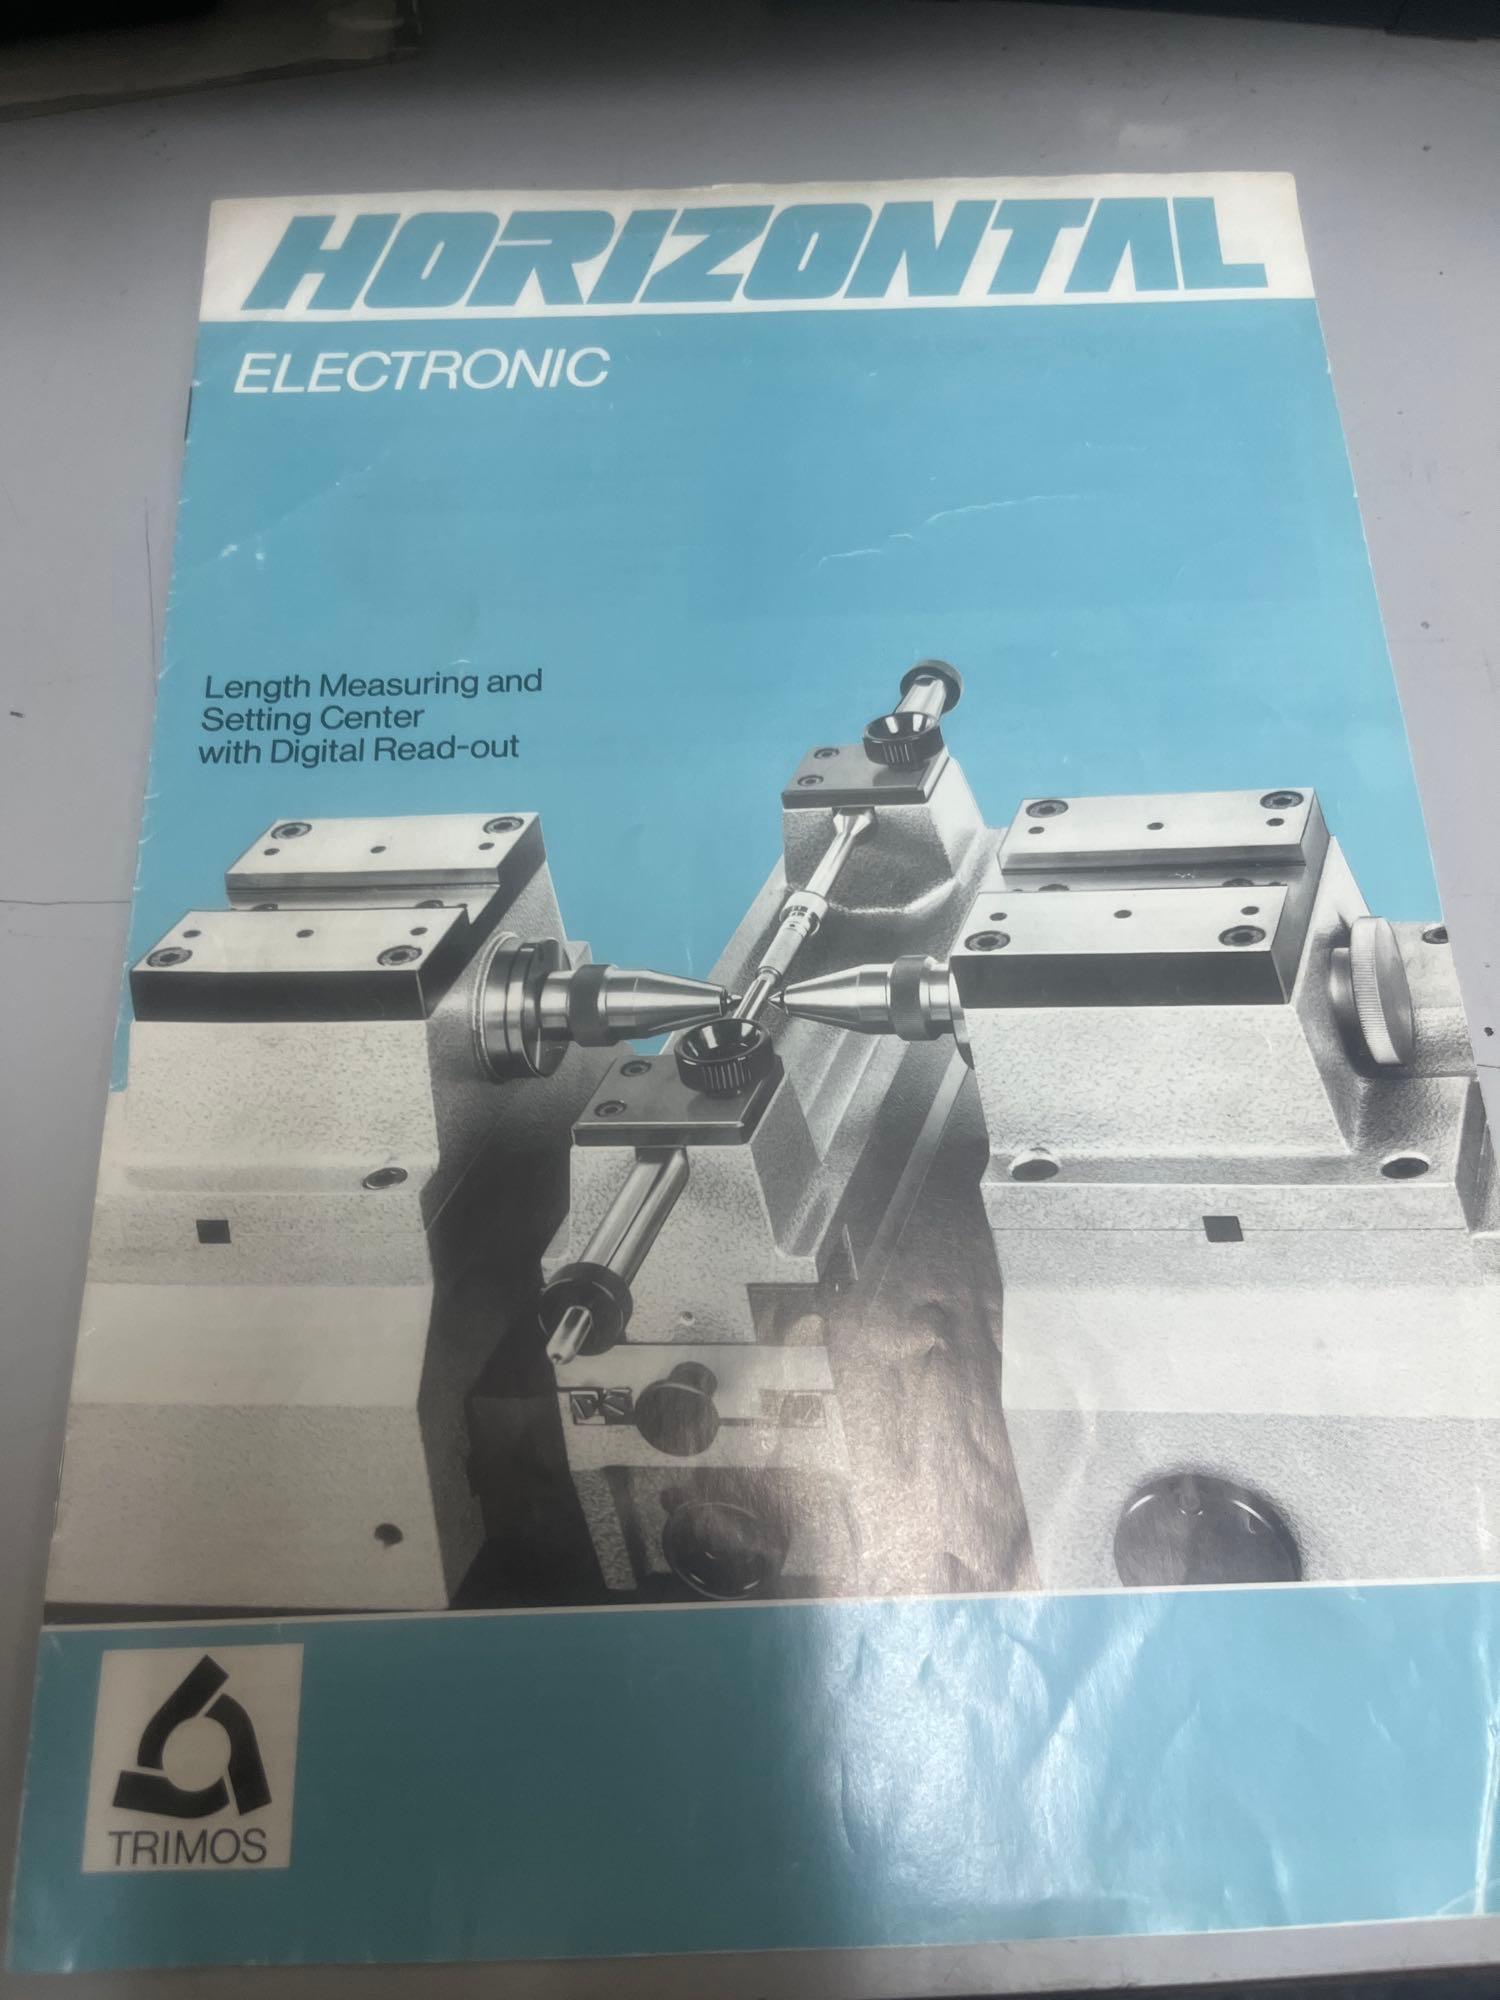 HORIZONTAL
ELECTRONIC
Length Measuring and
Setting Center
with Digital Read-out
TRIMOS